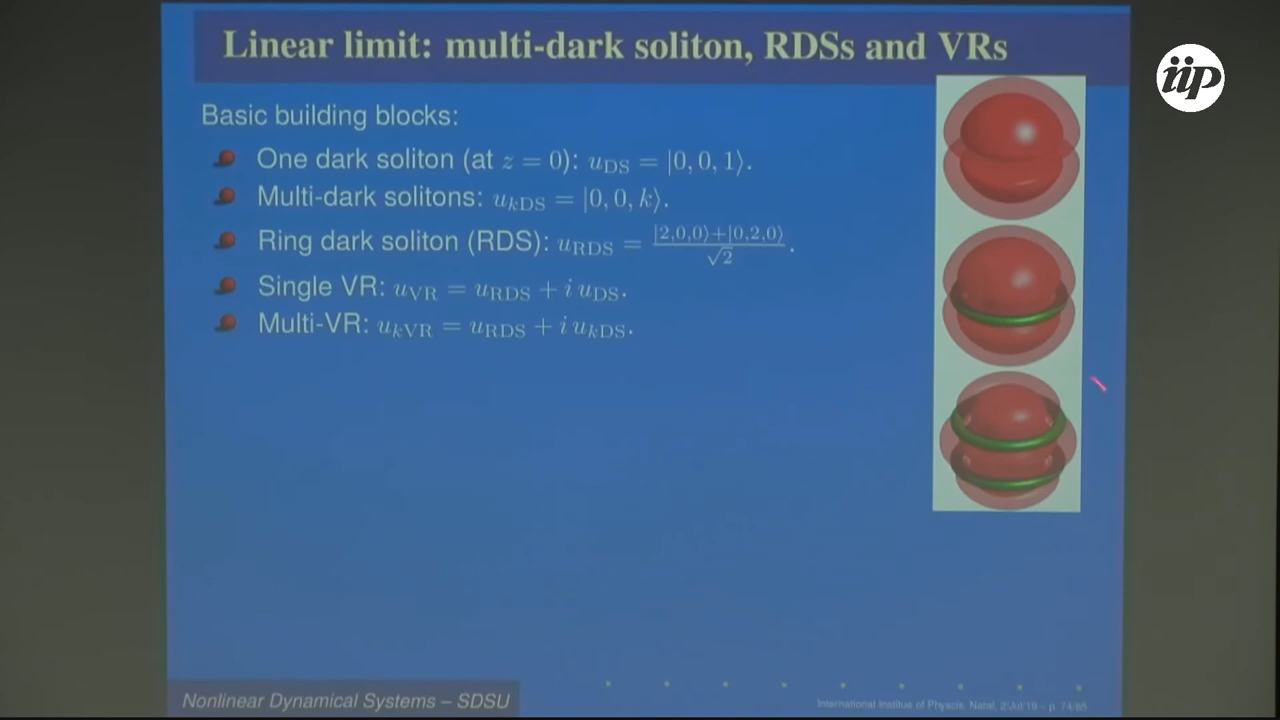 Linear limit: multi-dark soliton, RDSs and VRs
iip
Basic building blocks:
One dark soliton (at z = 0): u_DS = |0, 0, 1⟩.
Multi-dark solitons: u_kDS = |0, 0, k⟩.
Ring dark soliton (RDS): u_RDS = (|2,0,0⟩+|0,2,0⟩)/√2.
Single VR: u_VR = u_RDS + i u_DS.
Multi-VR: u_kVR = u_RDS + i u_kDS.
Nonlinear Dynamical Systems – SDSU
International Institue of Physcis, Natal, 2/Jul/19 – p. 74/85